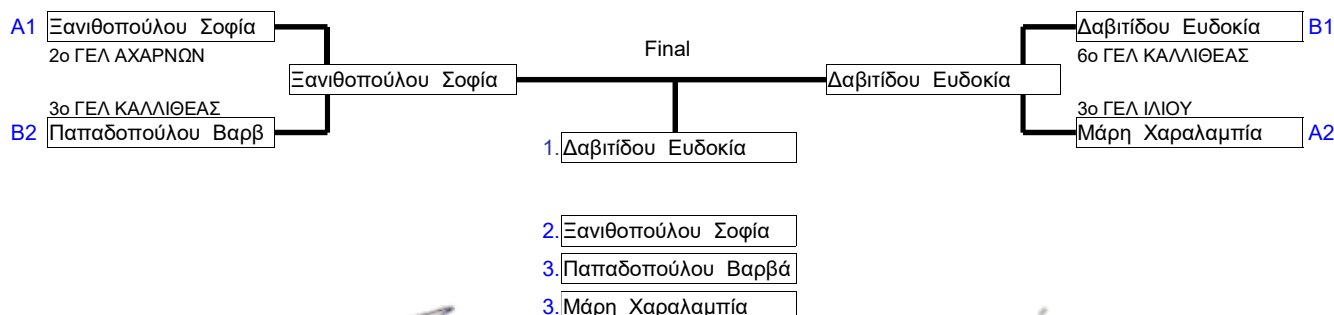 A1 Ξανιθοπούλου Σοφία
2ο ΓΕΛ ΑΧΑΡΝΩΝ
Ξανιθοπούλου Σοφία
3ο ΓΕΛ ΚΑΛΛΙΘΕΑΣ
B2 Παπαδοπούλου Βαρβ
Final
Δαβιτίδου Ευδοκία B1
6ο ΓΕΛ ΚΑΛΛΙΘΕΑΣ
Δαβιτίδου Ευδοκία
3ο ΓΕΛ ΙΛΙΟΥ
Μάρη Χαραλαμπία A2
1. Δαβιτίδου Ευδοκία
2. Ξανιθοπούλου Σοφία
3. Παπαδοπούλου Βαρβά
3. Μάρη Χαραλαμπία